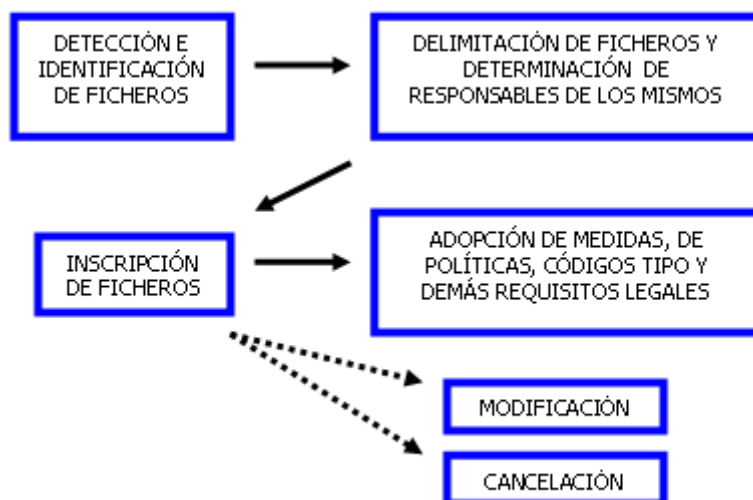 DETECCIÓN E
IDENTIFICACIÓN
DE FICHEROS
DELIMITACIÓN DE FICHEROS Y
DETERMINACIÓN DE
RESPONSABLES DE LOS MISMOS
INSCRIPCIÓN
DE FICHEROS
ADOPCIÓN DE MEDIDAS, DE
POLÍTICAS, CÓDIGOS TIPO Y
DEMÁS REQUISITOS LEGALES
MODIFICACIÓN
CANCELACIÓN